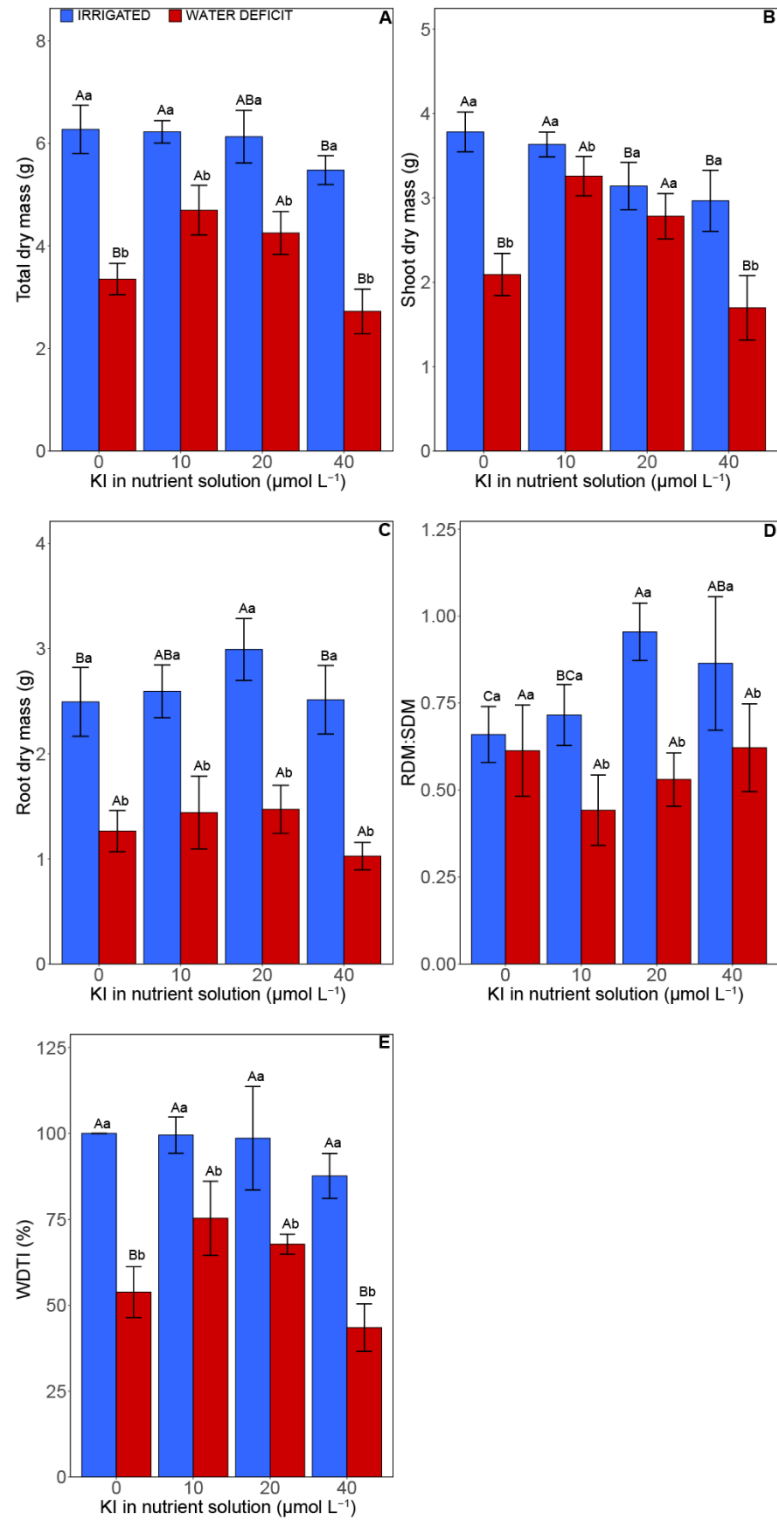 IRRIGATED WATER DEFICIT A
Total dry mass (g)
8
6
4
2
0
Aa Aa ABa Ba
Bb Ab Ab Bb
0 10 20 40
KI in nutrient solution (µmol L⁻¹)
B
Shoot dry mass (g)
5
4
3
2
1
0
Aa Aa Ba Ba
Bb Ab Aa Bb
0 10 20 40
KI in nutrient solution (µmol L⁻¹)
C
Root dry mass (g)
4
3
2
1
0
Ba ABa Aa Ba
Ab Ab Ab Ab
0 10 20 40
KI in nutrient solution (µmol L⁻¹)
D
RDM:SDM
1.25
1.00
0.75
0.50
0.25
0.00
Ca BCa Aa ABa
Aa Ab Ab Ab
0 10 20 40
KI in nutrient solution (µmol L⁻¹)
E
WDTI (%)
125
100
75
50
25
0
Aa Aa Aa Aa
Bb Ab Ab Bb
0 10 20 40
KI in nutrient solution (µmol L⁻¹)